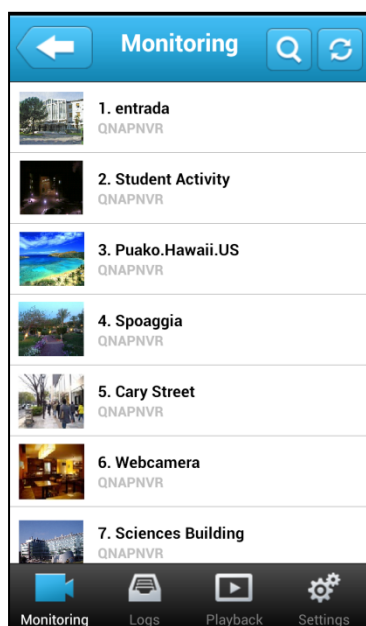 Monitoring
1. entrada
QNAPNVR
2. Student Activity
QNAPNVR
3. Puako.Hawaii.US
QNAPNVR
4. Spoaggia
QNAPNVR
5. Cary Street
QNAPNVR
6. Webcamera
QNAPNVR
7. Sciences Building
QNAPNVR
Monitoring Logs Playback Settings